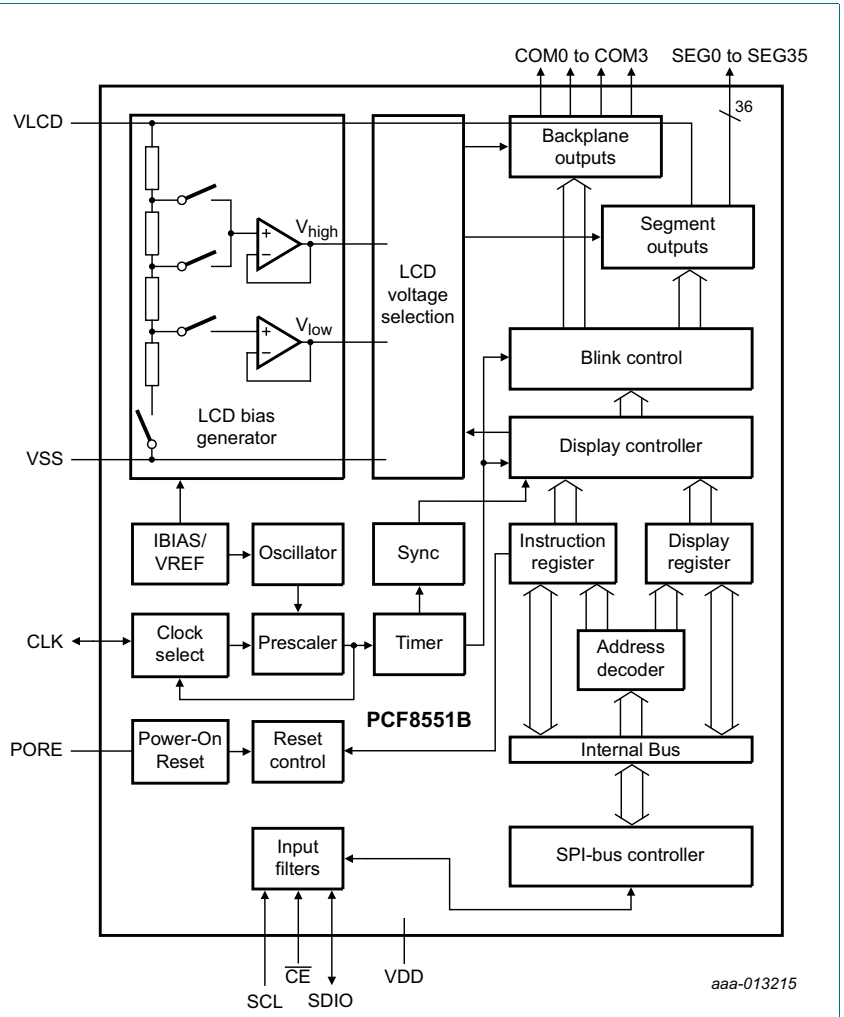 COM0 to COM3
SEG0 to SEG35
36
VLCD
Backplane
outputs
Vhigh
Segment
outputs
LCD
voltage
selection
Vlow
Blink control
LCD bias
generator
Display controller
VSS
IBIAS/
VREF
Oscillator
Sync
Instruction
register
Display
register
CLK
Clock
select
Prescaler
Timer
Address
decoder
PCF8551B
PORE
Power-On
Reset
Reset
control
Internal Bus
Input
filters
SPI-bus controller
SCL
CE
SDIO
VDD
aaa-013215